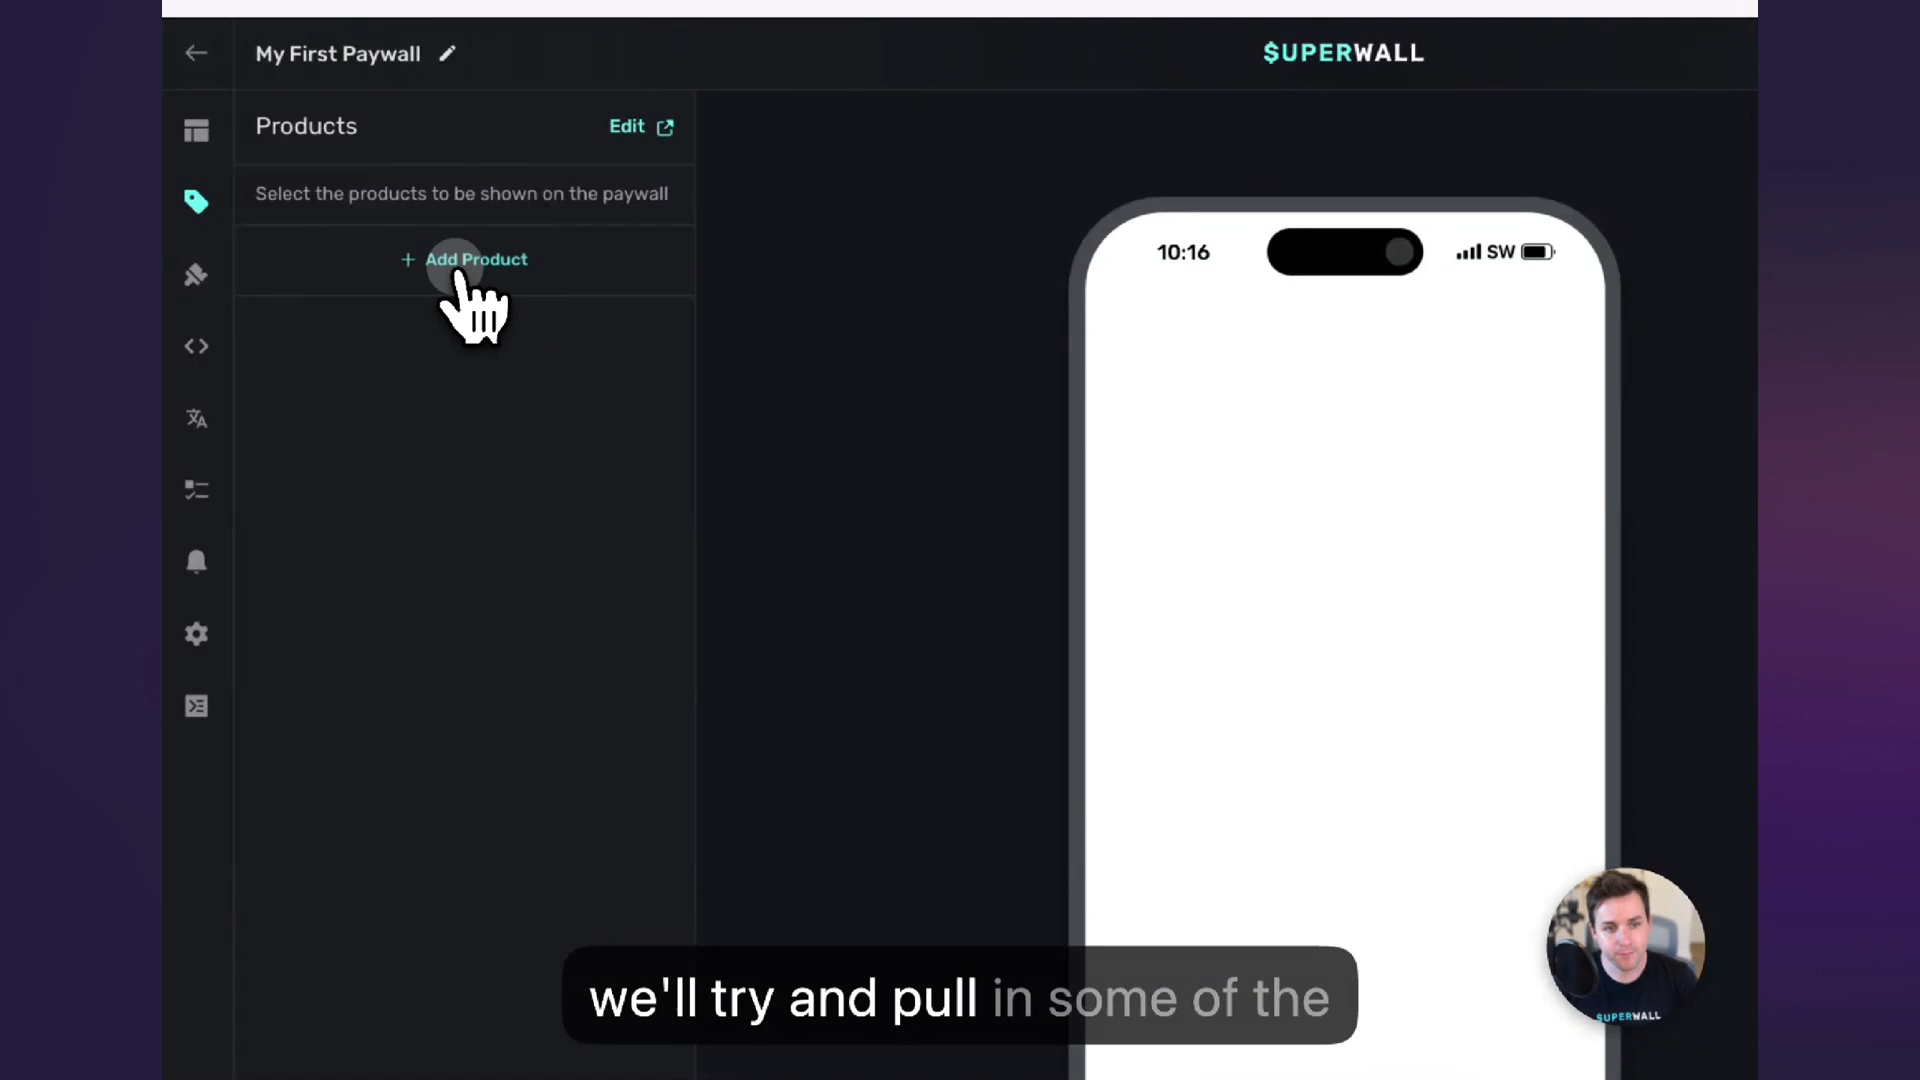 My First Paywall
$UPERWALL
Products
Edit
Select the products to be shown on the paywall
+ Add Product
10:16
SW
we'll try and pull in some of the
SUPERWALL